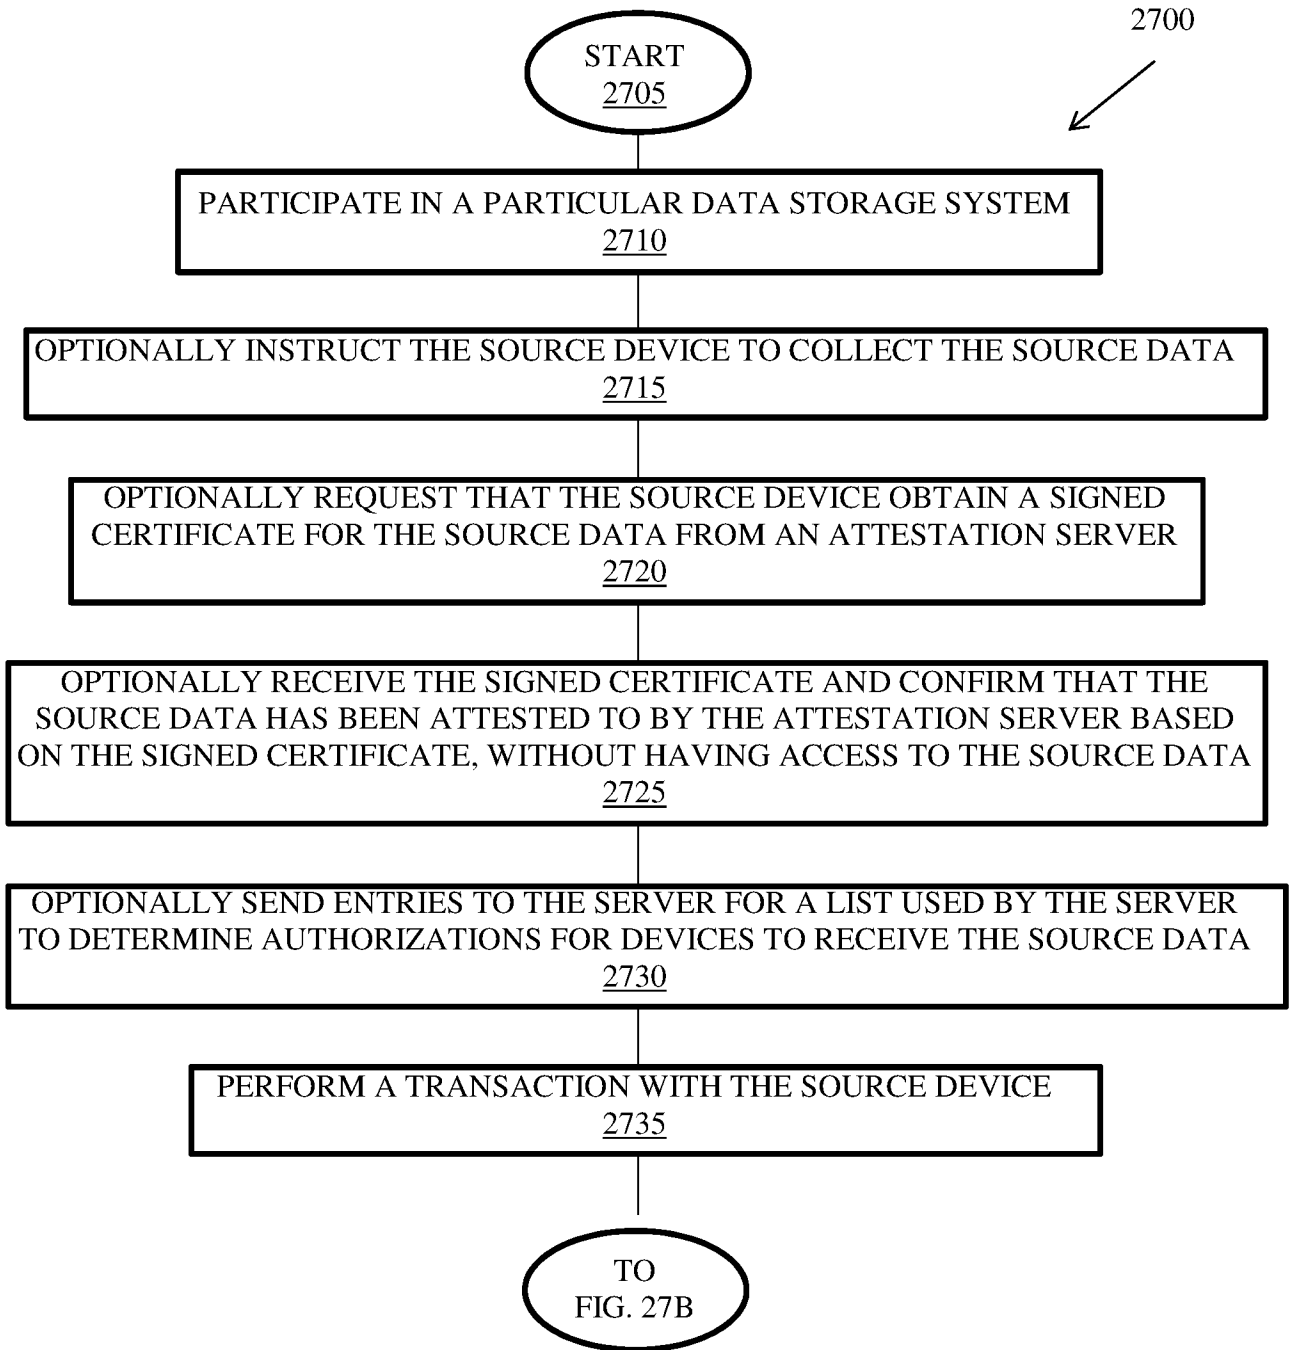 2700
START
2705
PARTICIPATE IN A PARTICULAR DATA STORAGE SYSTEM
2710
OPTIONALLY INSTRUCT THE SOURCE DEVICE TO COLLECT THE SOURCE DATA
2715
OPTIONALLY REQUEST THAT THE SOURCE DEVICE OBTAIN A SIGNED
CERTIFICATE FOR THE SOURCE DATA FROM AN ATTESTATION SERVER
2720
OPTIONALLY RECEIVE THE SIGNED CERTIFICATE AND CONFIRM THAT THE
SOURCE DATA HAS BEEN ATTESTED TO BY THE ATTESTATION SERVER BASED
ON THE SIGNED CERTIFICATE, WITHOUT HAVING ACCESS TO THE SOURCE DATA
2725
OPTIONALLY SEND ENTRIES TO THE SERVER FOR A LIST USED BY THE SERVER
TO DETERMINE AUTHORIZATIONS FOR DEVICES TO RECEIVE THE SOURCE DATA
2730
PERFORM A TRANSACTION WITH THE SOURCE DEVICE
2735
TO
FIG. 27B